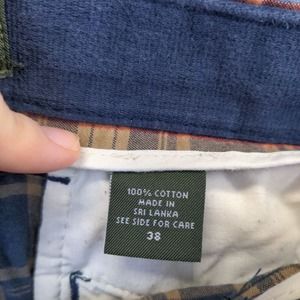 100% COTTON
MADE IN
SRI LANKA
SEE SIDE FOR CARE
38